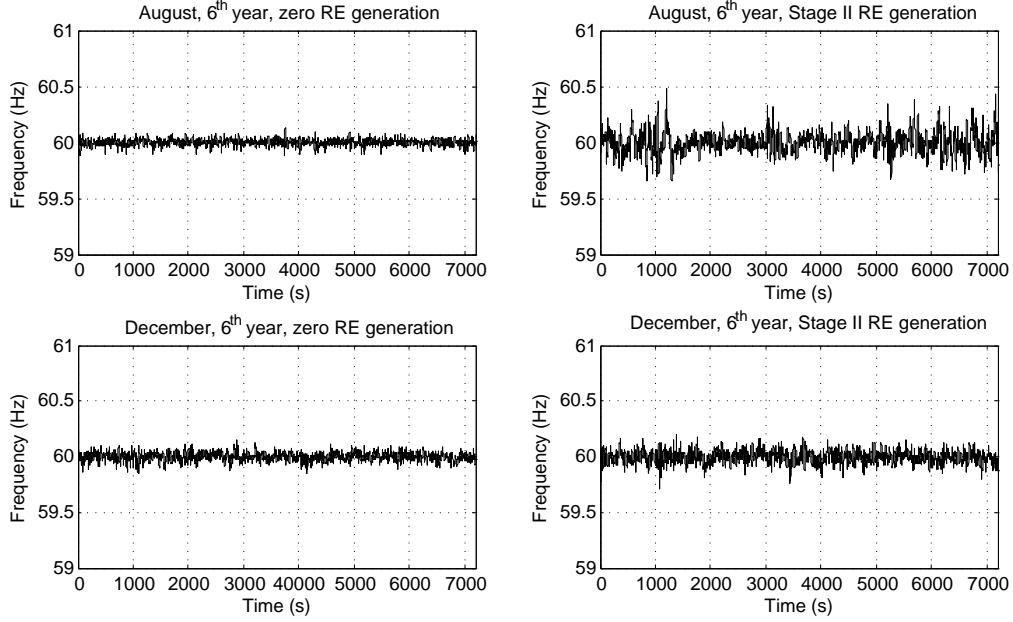 August, 6th year, zero RE generation
61
60.5
60
59.5
59
Frequency (Hz)
0 1000 2000 3000 4000 5000 6000 7000
Time (s)
August, 6th year, Stage II RE generation
61
60.5
60
59.5
59
Frequency (Hz)
0 1000 2000 3000 4000 5000 6000 7000
Time (s)
December, 6th year, zero RE generation
61
60.5
60
59.5
59
Frequency (Hz)
0 1000 2000 3000 4000 5000 6000 7000
Time (s)
December, 6th year, Stage II RE generation
61
60.5
60
59.5
59
Frequency (Hz)
0 1000 2000 3000 4000 5000 6000 7000
Time (s)